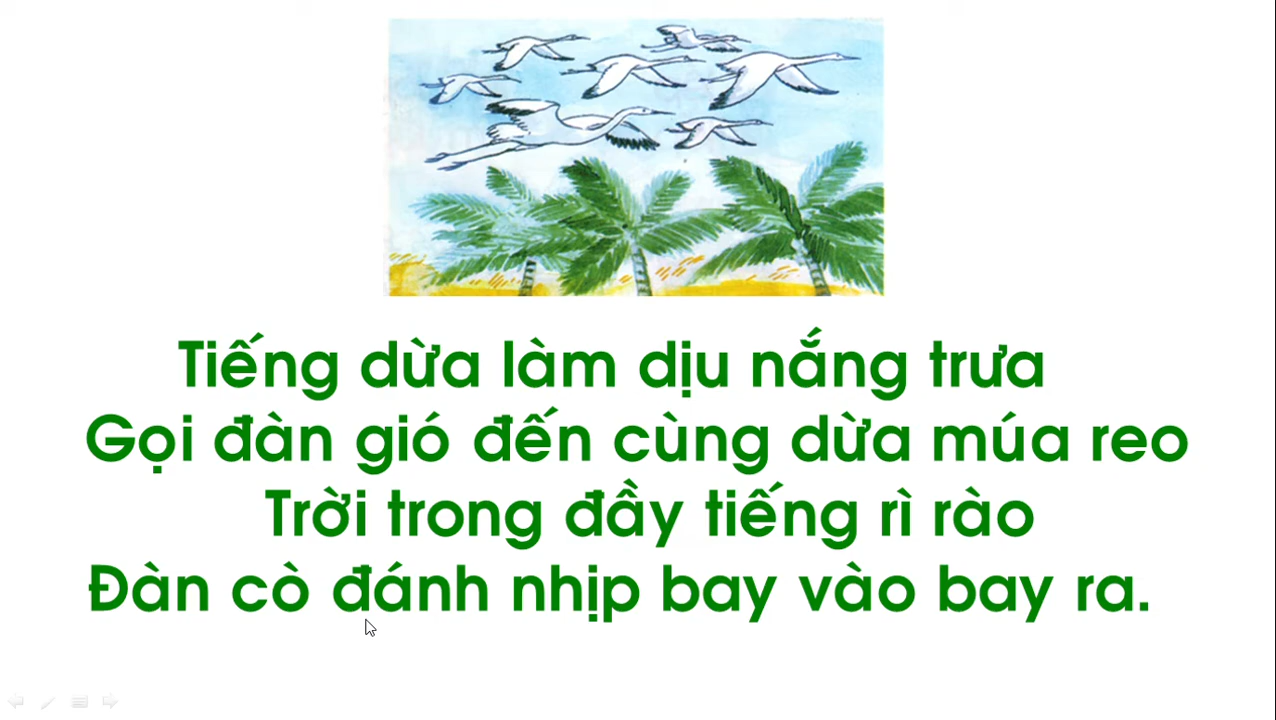 Tiếng dừa làm dịu nắng trưa
Gọi đàn gió đến cùng dừa múa reo
Trời trong đầy tiếng rì rào
Đàn cò đánh nhịp bay vào bay ra.